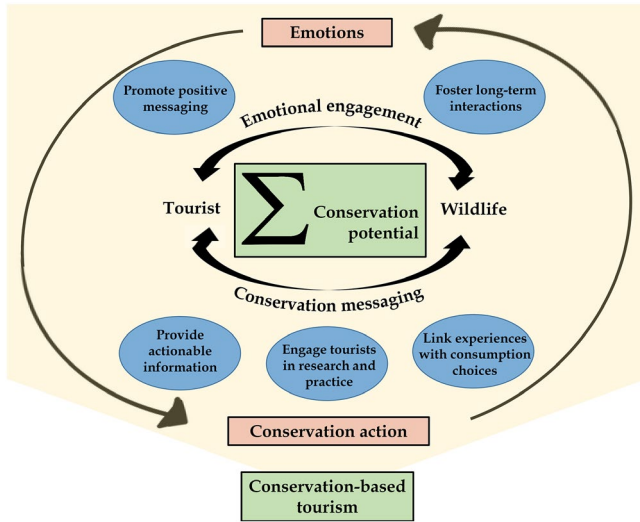 Emotions
Promote positive
messaging
Foster long-term
interactions
Emotional engagement
Tourist
∑ Conservation
potential
Wildlife
Conservation messaging
Provide
actionable
information
Engage tourists
in research and
practice
Link experiences
with consumption
choices
Conservation action
Conservation-based
tourism